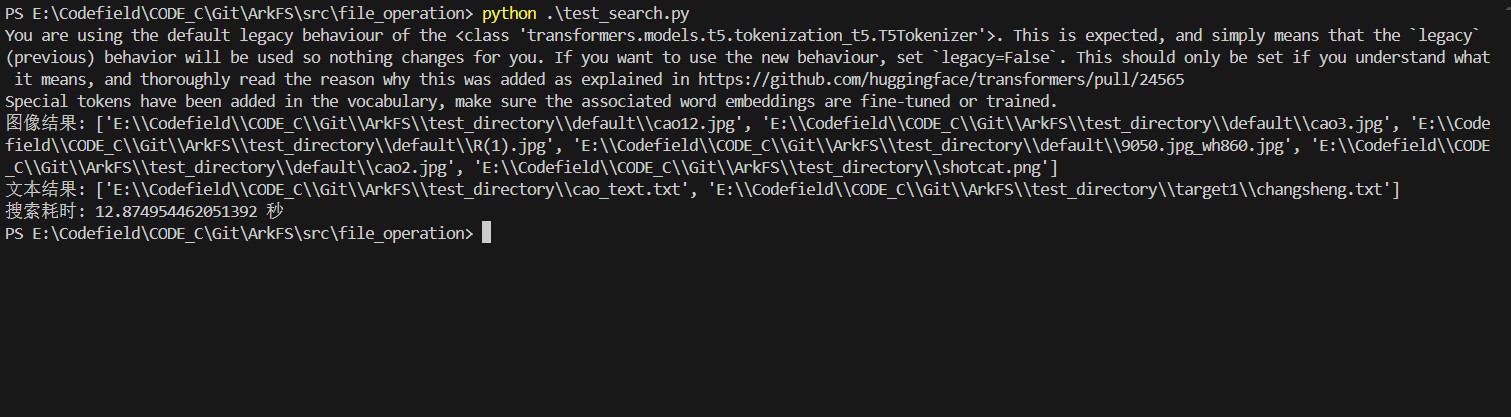 PS E:\Codefield\CODE_C\Git\ArkFS\src\file_operation> python .\test_search.py
You are using the default legacy behaviour of the <class 'transformers.models.t5.tokenization_t5.T5Tokenizer'>. This is expected, and simply means that the `legacy`
(previous) behavior will be used so nothing changes for you. If you want to use the new behaviour, set `legacy=False`. This should only be set if you understand what
it means, and thoroughly read the reason why this was added as explained in https://github.com/huggingface/transformers/pull/24565
Special tokens have been added in the vocabulary, make sure the associated word embeddings are fine-tuned or trained.
图像结果: ['E:\\Codefield\\CODE_C\\Git\\ArkFS\\test_directory\\default\\cao12.jpg', 'E:\\Codefield\\CODE_C\\Git\\ArkFS\\test_directory\\default\\cao3.jpg', 'E:\\Code
field\\CODE_C\\Git\\ArkFS\\test_directory\\default\\R(1).jpg', 'E:\\Codefield\\CODE_C\\Git\\ArkFS\\test_directory\\default\\9050.jpg_wh860.jpg', 'E:\\Codefield\\CODE
_C\\Git\\ArkFS\\test_directory\\default\\cao2.jpg', 'E:\\Codefield\\CODE_C\\Git\\ArkFS\\test_directory\\shotcat.png']
文本结果: ['E:\\Codefield\\CODE_C\\Git\\ArkFS\\test_directory\\cao_text.txt', 'E:\\Codefield\\CODE_C\\Git\\ArkFS\\test_directory\\target1\\changsheng.txt']
搜索耗时: 12.874954462051392 秒
PS E:\Codefield\CODE_C\Git\ArkFS\src\file_operation>